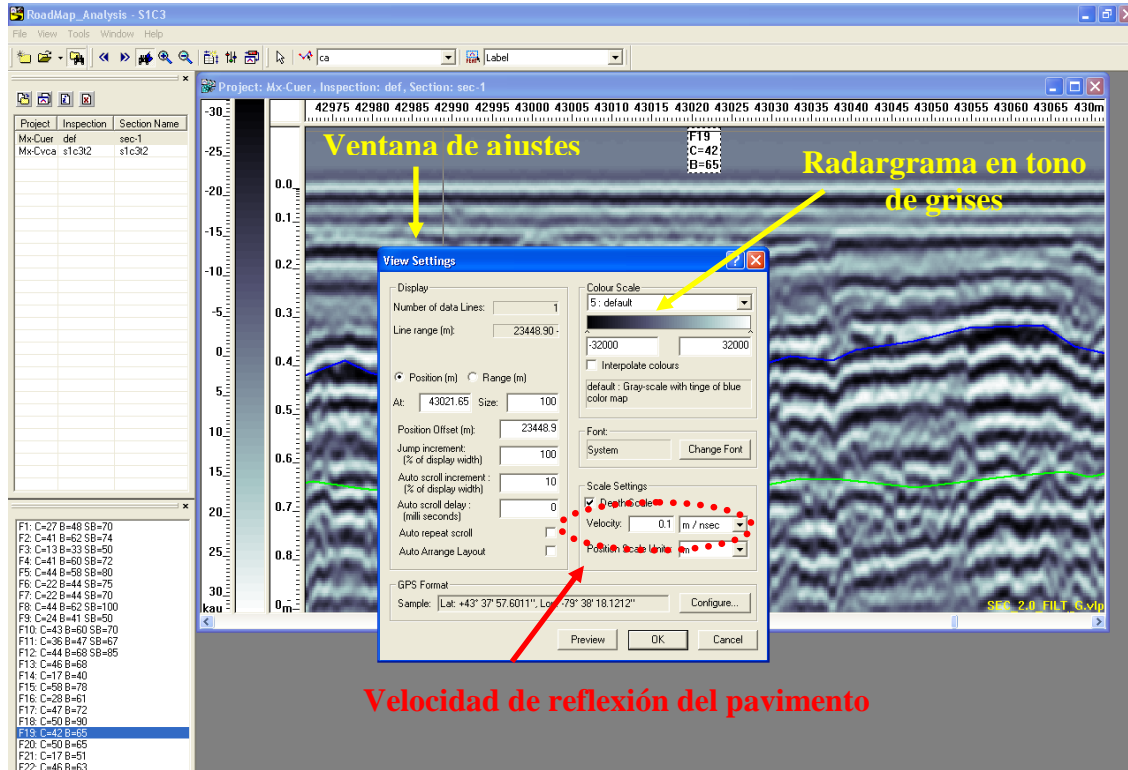 RoadMap_Analysis - S1C3
File View Tools Window Help
ca
Label
Project Inspection Section Name
Mx-Cuer def sec-1
Mx-Cvca s1c3t2 s1c3t2
Project: Mx-Cuer, Inspection: def, Section: sec-1
42975 42980 42985 42990 42995 43000 43005 43010 43015 43020 43025 43030 43035 43040 43045 43050 43055 43060 43065 430m
-30
-25
-20
-15
-10
-5
0
5
10
15
20
25
30
kau
0.0
0.1
0.2
0.3
0.4
0.5
0.6
0.7
0.8
0.
m
F19
C=42
B=65
Ventana de ajustes
Radargrama en tono
de grises
View Settings
Display
Number of data Lines: 1
Line range (m): 23448.90 -
Position (m) Range (m)
At: 43021.65 Size: 100
Position Offset (m): 23448.9
Jump increment: 100
(% of display width)
Auto scroll increment : 10
(% of display width)
Auto scroll delay : 0
(milli seconds)
Auto repeat scroll
Auto Arrange Layout
Colour Scale
5 : default
-32000 32000
Interpolate colours
default : Gray-scale with tinge of blue
color map
Font:
System Change Font
Scale Settings
Depth Scale
Velocity: 0.1 m / nsec
Position Scale Units: m
GPS Format
Sample: Lat: +43° 37' 57.6011", Lon: -79° 38' 18.1212" Configure...
Preview OK Cancel
SEC_2.0_FILT_G.vlp
Velocidad de reflexión del pavimento
F1: C=27 B=48 SB=70
F2: C=41 B=62 SB=74
F3: C=13 B=33 SB=50
F4: C=41 B=60 SB=72
F5: C=44 B=58 SB=80
F6: C=22 B=44 SB=75
F7: C=22 B=44 SB=70
F8: C=44 B=62 SB=100
F9: C=24 B=41 SB=50
F10: C=43 B=60 SB=70
F11: C=36 B=47 SB=67
F12: C=44 B=68 SB=85
F13: C=46 B=68
F14: C=17 B=40
F15: C=58 B=78
F16: C=28 B=61
F17: C=47 B=72
F18: C=50 B=90
F19: C=42 B=65
F20: C=50 B=65
F21: C=17 B=51
F22: C=46 B=63